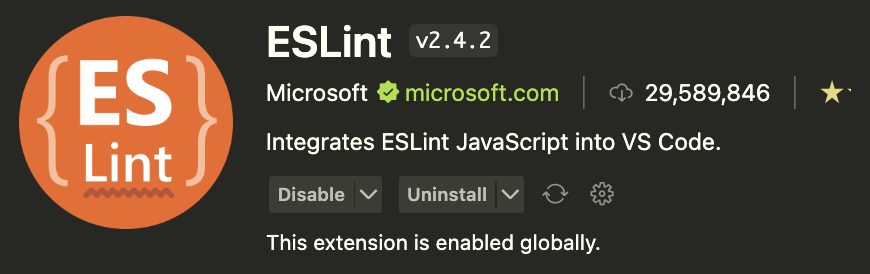 {ES
Lint}
ESLint v2.4.2
Microsoft microsoft.com 29,589,846
Integrates ESLint JavaScript into VS Code.
Disable Uninstall
This extension is enabled globally.